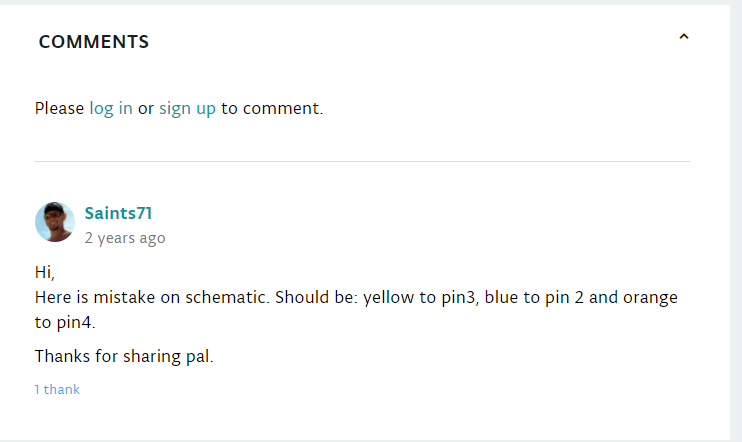 COMMENTS
Please log in or sign up to comment.
Saints71
2 years ago
Hi,
Here is mistake on schematic. Should be: yellow to pin3, blue to pin 2 and orange
to pin4.
Thanks for sharing pal.
1 thank